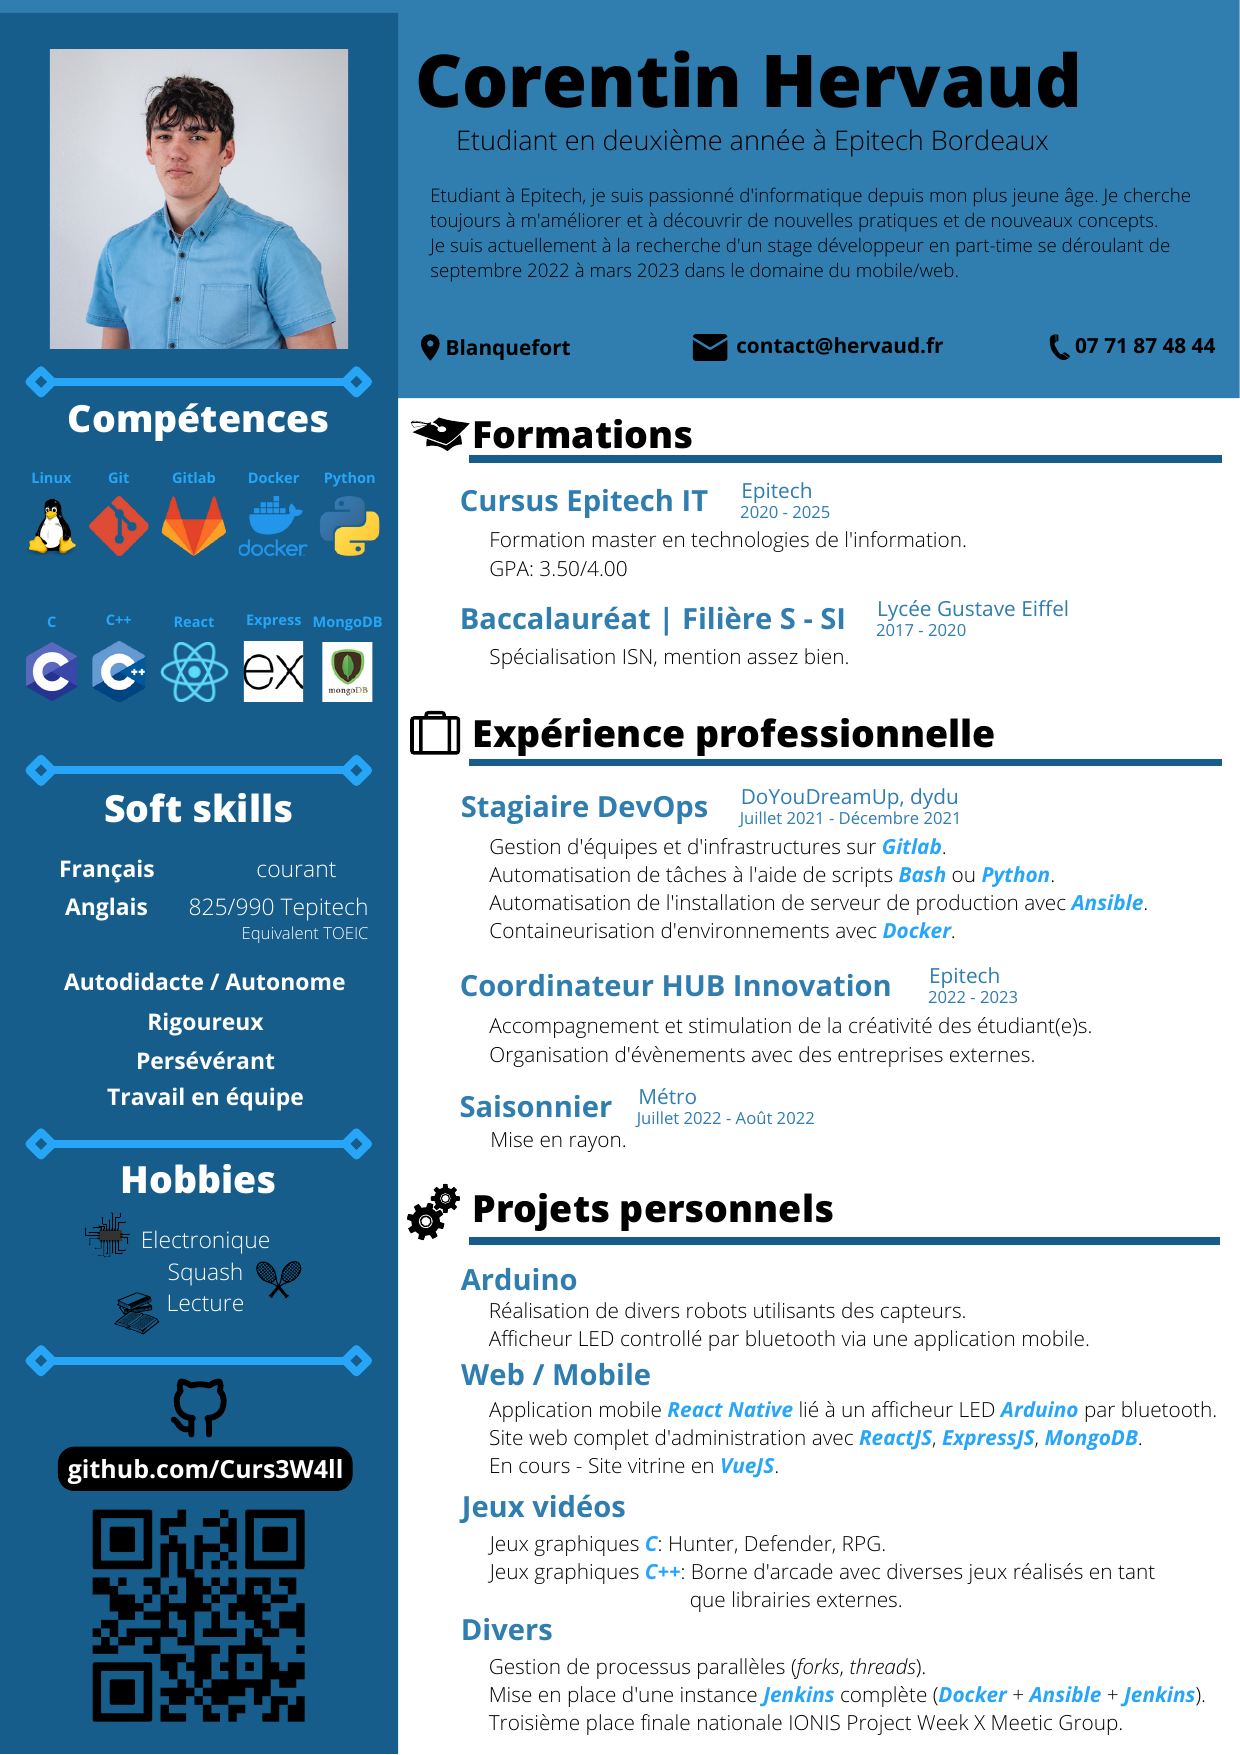 Corentin Hervaud
Etudiant en deuxième année à Epitech Bordeaux
Etudiant à Epitech, je suis passionné d'informatique depuis mon plus jeune âge. Je cherche
toujours à m'améliorer et à découvrir de nouvelles pratiques et de nouveaux concepts.
Je suis actuellement à la recherche d'un stage développeur en part-time se déroulant de
septembre 2022 à mars 2023 dans le domaine du mobile/web.
Blanquefort
contact@hervaud.fr
07 71 87 48 44
Compétences
Linux Git Gitlab Docker Python
docker
C C++ React Express MongoDB
C C++ ex mongoDB
Soft skills
Français courant
Anglais 825/990 Tepitech
Equivalent TOEIC
Autodidacte / Autonome
Rigoureux
Persévérant
Travail en équipe
Hobbies
Electronique
Squash
Lecture
github.com/Curs3W4ll
Formations
Cursus Epitech IT
Epitech
2020 - 2025
Formation master en technologies de l'information.
GPA: 3.50/4.00
Baccalauréat | Filière S - SI
Lycée Gustave Eiffel
2017 - 2020
Spécialisation ISN, mention assez bien.
Expérience professionnelle
Stagiaire DevOps
DoYouDreamUp, dydu
Juillet 2021 - Décembre 2021
Gestion d'équipes et d'infrastructures sur Gitlab.
Automatisation de tâches à l'aide de scripts Bash ou Python.
Automatisation de l'installation de serveur de production avec Ansible.
Containeurisation d'environnements avec Docker.
Coordinateur HUB Innovation
Epitech
2022 - 2023
Accompagnement et stimulation de la créativité des étudiant(e)s.
Organisation d'évènements avec des entreprises externes.
Saisonnier
Métro
Juillet 2022 - Août 2022
Mise en rayon.
Projets personnels
Arduino
Réalisation de divers robots utilisants des capteurs.
Afficheur LED controllé par bluetooth via une application mobile.
Web / Mobile
Application mobile React Native lié à un afficheur LED Arduino par bluetooth.
Site web complet d'administration avec ReactJS, ExpressJS, MongoDB.
En cours - Site vitrine en VueJS.
Jeux vidéos
Jeux graphiques C: Hunter, Defender, RPG.
Jeux graphiques C++: Borne d'arcade avec diverses jeux réalisés en tant
que librairies externes.
Divers
Gestion de processus parallèles (forks, threads).
Mise en place d'une instance Jenkins complète (Docker + Ansible + Jenkins).
Troisième place finale nationale IONIS Project Week X Meetic Group.